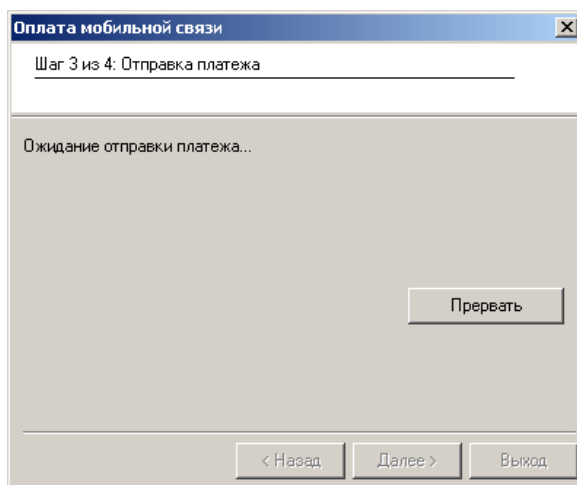 Оплата мобильной связи
Шаг 3 из 4: Отправка платежа
Ожидание отправки платежа...
Прервать
< Назад Далее > Выход